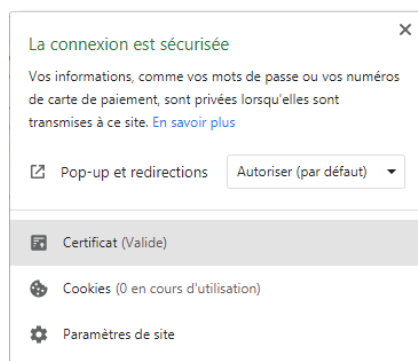 La connexion est sécurisée
Vos informations, comme vos mots de passe ou vos numéros
de carte de paiement, sont privées lorsqu'elles sont
transmises à ce site. En savoir plus
Pop-up et redirections Autoriser (par défaut)
Certificat (Valide)
Cookies (0 en cours d'utilisation)
Paramètres de site